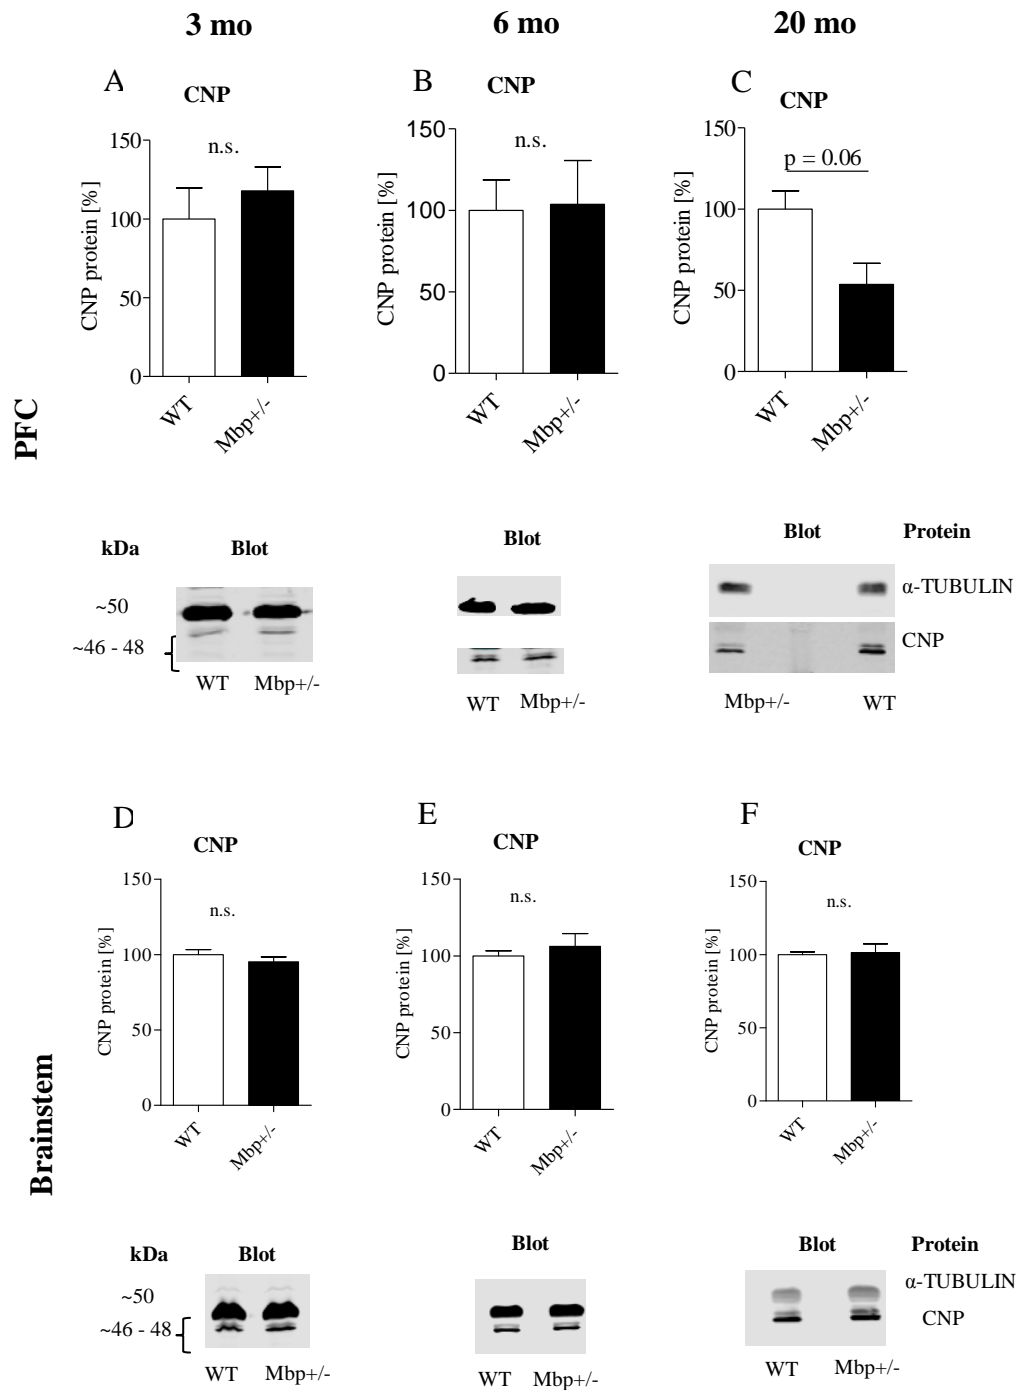 3 mo
6 mo
20 mo
A
B
C
CNP
CNP
CNP
150
100
50
0
CNP protein [%]
n.s.
WT
Mbp+/-
150
100
50
0
CNP protein [%]
n.s.
WT
Mbp+/-
150
100
50
0
CNP protein [%]
p = 0.06
WT
Mbp+/-
PFC
kDa
Blot
~50
~46 - 48
WT
Mbp+/-
Blot
WT
Mbp+/-
Blot
Protein
α-TUBULIN
CNP
Mbp+/-
WT
D
E
F
CNP
CNP
CNP
150
100
50
0
CNP protein [%]
n.s.
WT
Mbp+/-
150
100
50
0
CNP protein [%]
n.s.
WT
Mbp+/-
150
100
50
0
CNP protein [%]
n.s.
WT
Mbp+/-
Brainstem
kDa
Blot
~50
~46 - 48
WT
Mbp+/-
Blot
WT
Mbp+/-
Blot
Protein
α-TUBULIN
CNP
WT
Mbp+/-